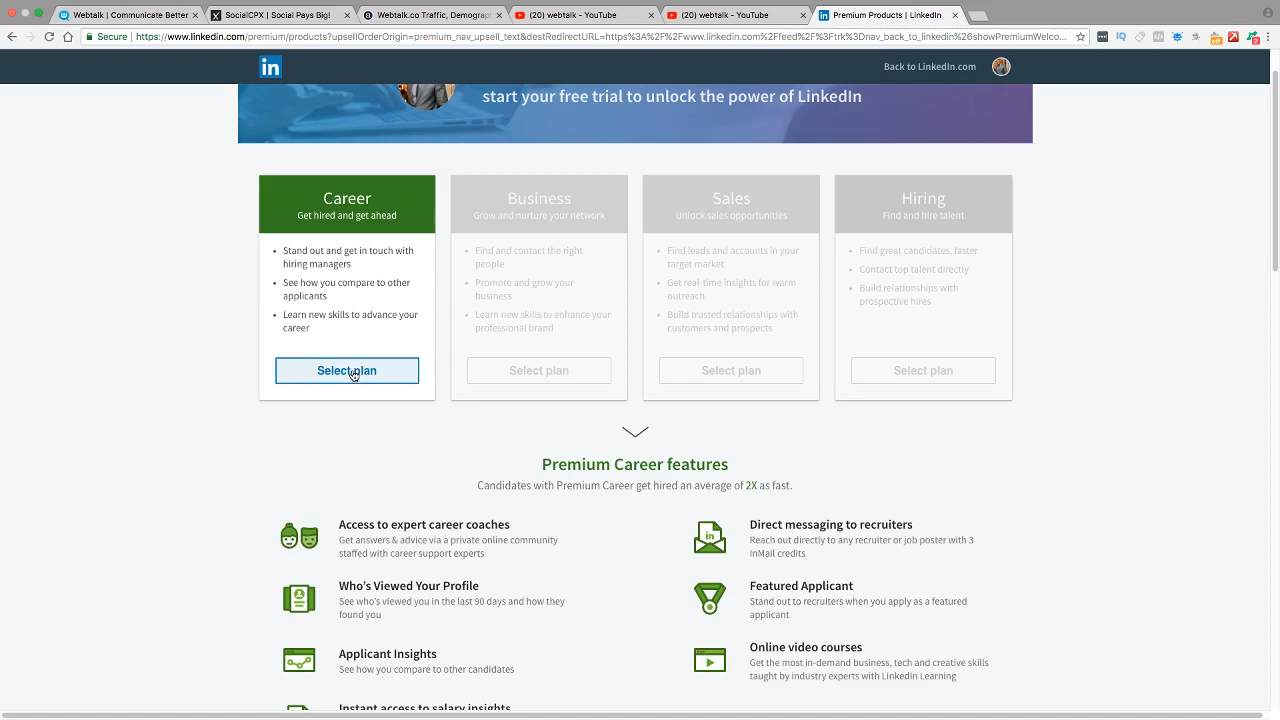 Webtalk | Communicate Better
SocialCPX | Social Pays Big!
Webtalk.co Traffic, Demograph
(20) webtalk - YouTube
(20) webtalk - YouTube
Premium Products | LinkedIn
Secure
https://www.linkedin.com/premium/products?upsellOrderOrigin=premium_nav_upsell_text&destRedirectURL=https%3A%2F%2Fwww.linkedin.com%2Ffeed%2F%3Ftrk%3Dnav_back_to_linkedin%26showPremiumWelco...
in
Back to LinkedIn.com
start your free trial to unlock the power of LinkedIn
Career
Get hired and get ahead
• Stand out and get in touch with
hiring managers
• See how you compare to other
applicants
• Learn new skills to advance your
career
Select plan
Business
Grow and nurture your network
• Find and contact the right
people
• Promote and grow your
business
• Learn new skills to enhance your
professional brand
Select plan
Sales
Unlock sales opportunities
• Find leads and accounts in your
target market
• Get real-time insights for warm
outreach
• Build trusted relationships with
customers and prospects
Select plan
Hiring
Find and hire talent
• Find great candidates, faster
• Contact top talent directly
• Build relationships with
prospective hires
Select plan
Premium Career features
Candidates with Premium Career get hired an average of 2X as fast.
Access to expert career coaches
Get answers & advice via a private online community
staffed with career support experts
in
Direct messaging to recruiters
Reach out directly to any recruiter or job poster with 3
InMail credits
Who's Viewed Your Profile
See who's viewed you in the last 90 days and how they
found you
Featured Applicant
Stand out to recruiters when you apply as a featured
applicant
Applicant Insights
See how you compare to other candidates
Online video courses
Get the most in-demand business, tech and creative skills
taught by industry experts with LinkedIn Learning
Instant access to salary insights